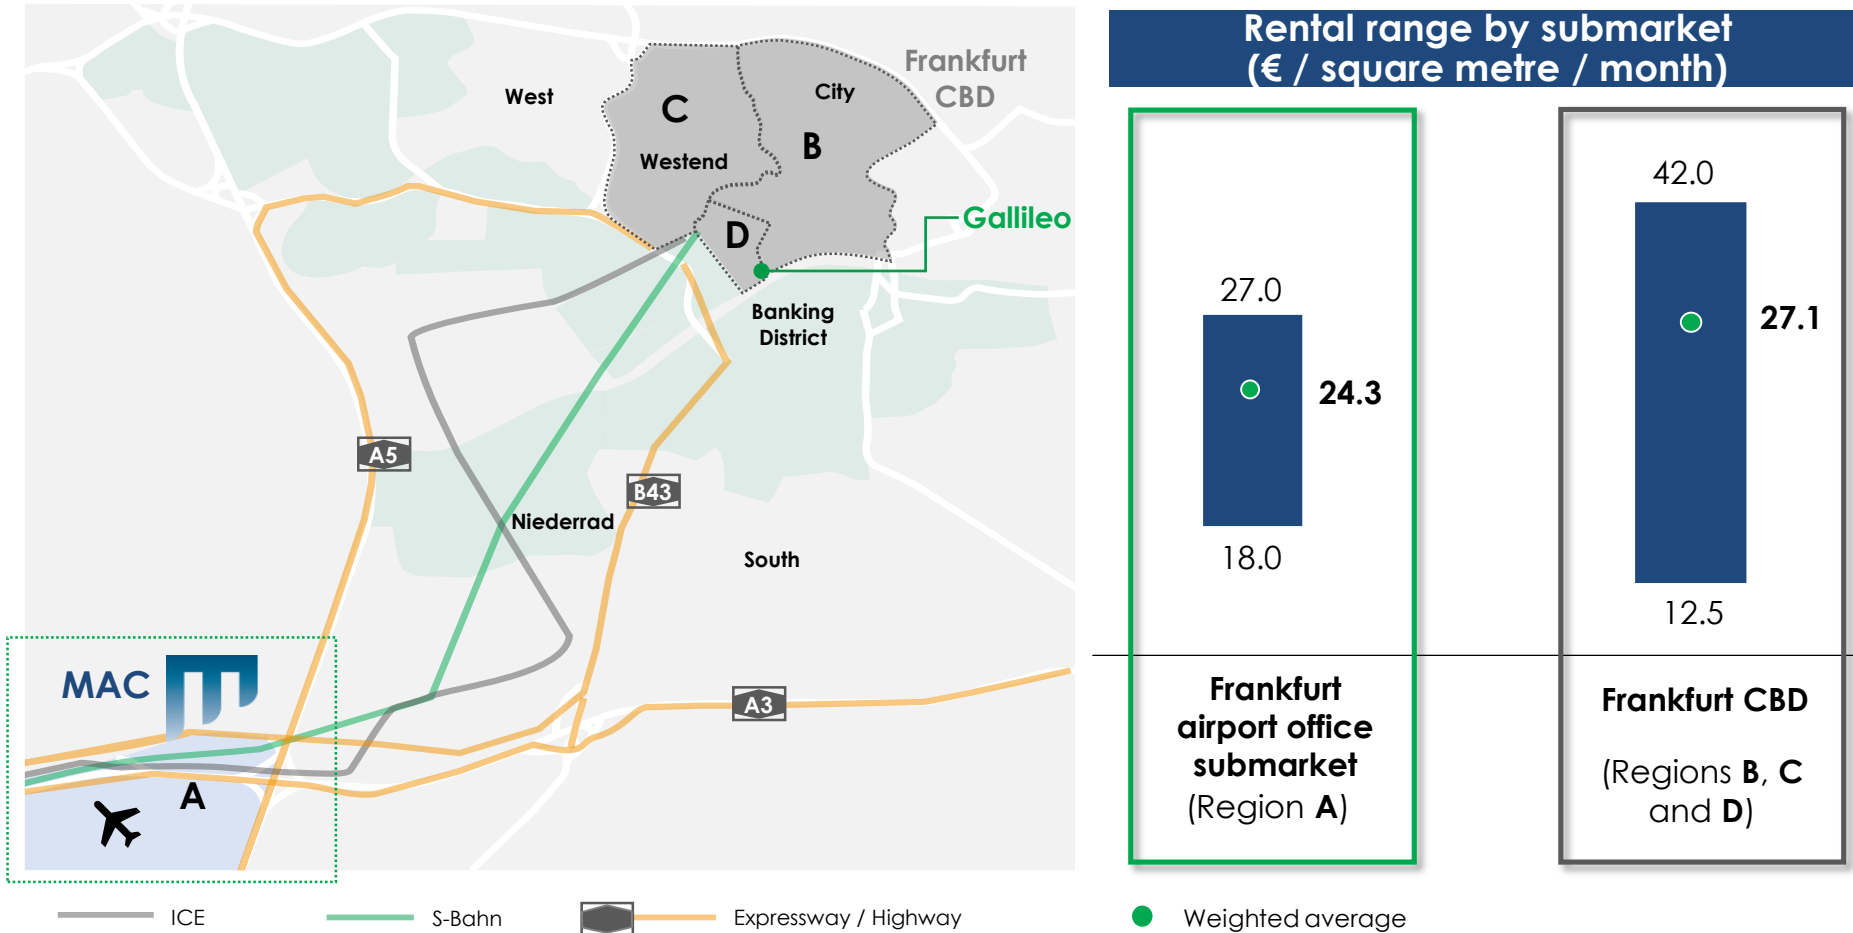 Frankfurt
CBD
West
City
C
B
Westend
D
Gallileo
Banking
District
A5
B43
Niederrad
South
MAC
A3
A
ICE
S-Bahn
Expressway / Highway
Rental range by submarket
(€ / square metre / month)
27.0
24.3
18.0
42.0
27.1
12.5
Frankfurt
airport office
submarket
(Region A)
Frankfurt CBD
(Regions B, C
and D)
Weighted average